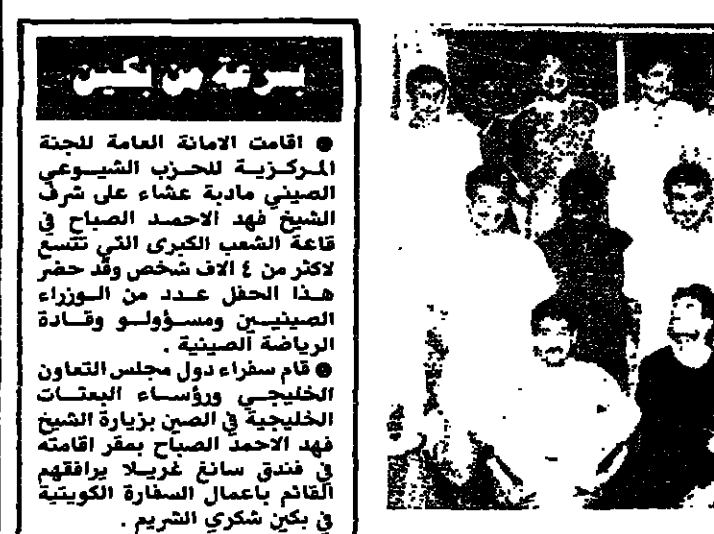 بسرعة من بكين
● اقامت الامانة العامة للجنة
المركزية للحزب الشيوعي
الصيني مادبة عشاء على شرف
الشيخ فهد الاحمد الصباح في
قاعة الشعب الكبرى التي تتسع
لاكثر من ٤ الاف شخص وقد حضر
هذا الحفل عدد من الوزراء
الصينيين ومسؤولو وقادة
الرياضة الصينية .
● قام سفراء دول مجلس التعاون
الخليجي ورؤساء البعثات
الخليجية في الصين بزيارة الشيخ
فهد الاحمد الصباح بمقر اقامته
في فندق سانغ غريلا يرافقهم
القائم باعمال السفارة الكويتية
في بكين شكري الشريم .